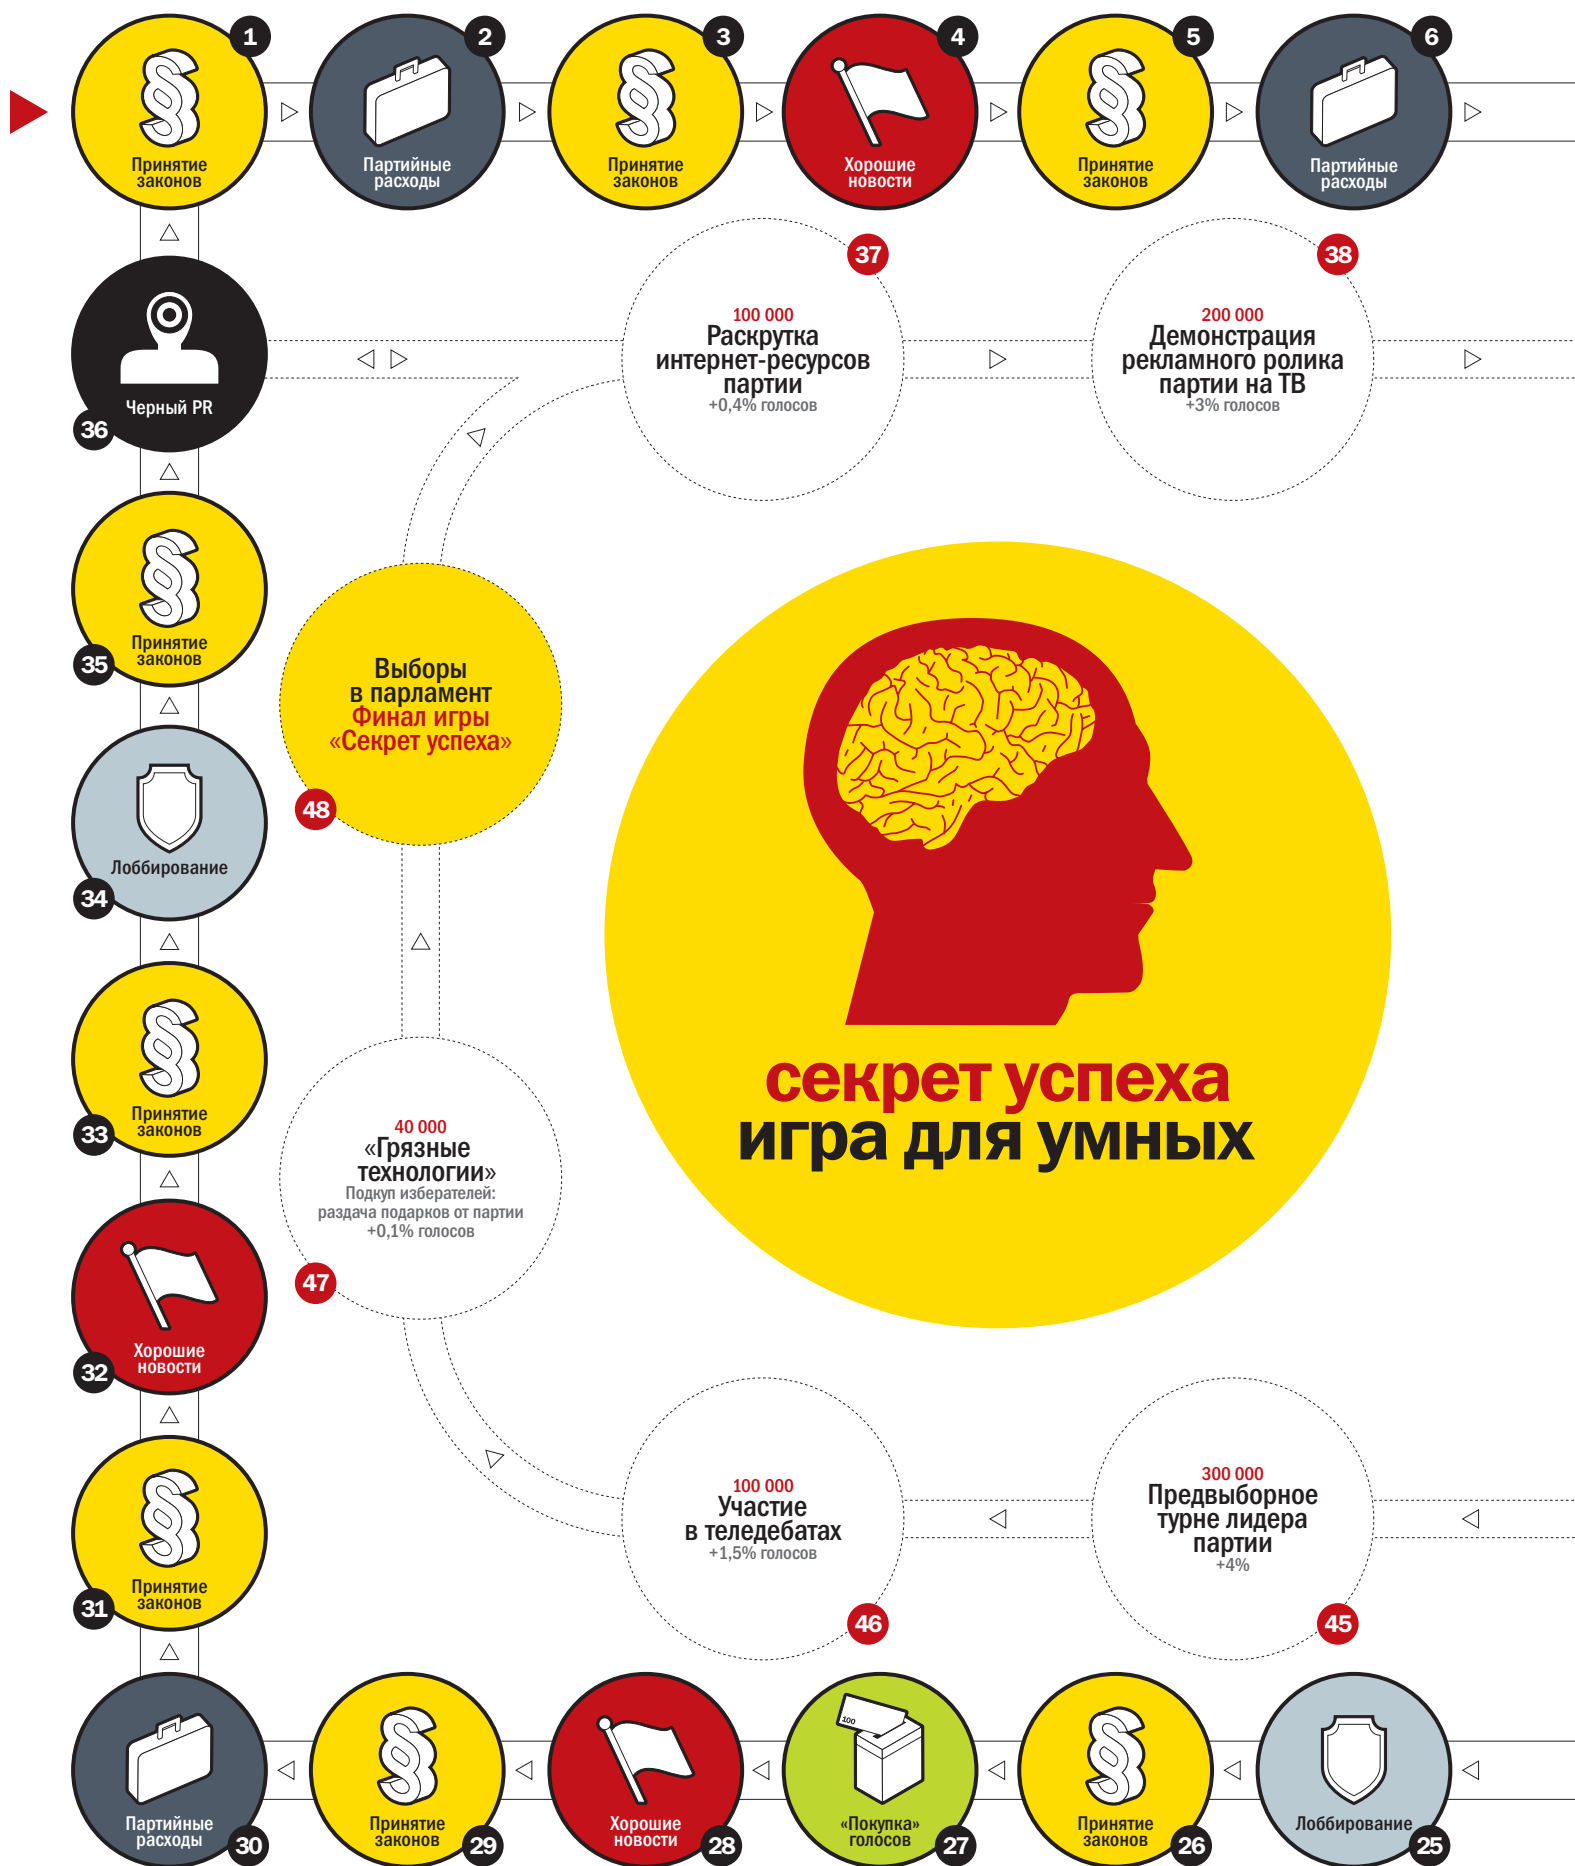 1
2
3
4
5
6
Принятие
законов
Партийные
расходы
Принятие
законов
Хорошие
новости
Принятие
законов
Партийные
расходы
37
100 000
Раскрутка
интернет-ресурсов
партии
+0,4% голосов
38
200 000
Демонстрация
рекламного ролика
партии на ТВ
+3% голосов
Черный PR
36
Принятие
законов
35
Выборы
в парламент
Финал игры
«Секрет успеха»
48
Лоббирование
34
Принятие
законов
33
секрет успеха
игра для умных
40 000
«Грязные
технологии»
Подкуп изберателей:
раздача подарков от партии
+0,1% голосов
47
Хорошие
новости
32
Принятие
законов
31
100 000
Участие
в теледебатах
+1,5% голосов
46
300 000
Предвыборное
турне лидера
партии
+4%
45
Партийные
расходы
30
Принятие
законов
29
Хорошие
новости
28
100
«Покупка»
голосов
27
Принятие
законов
26
Лоббирование
25